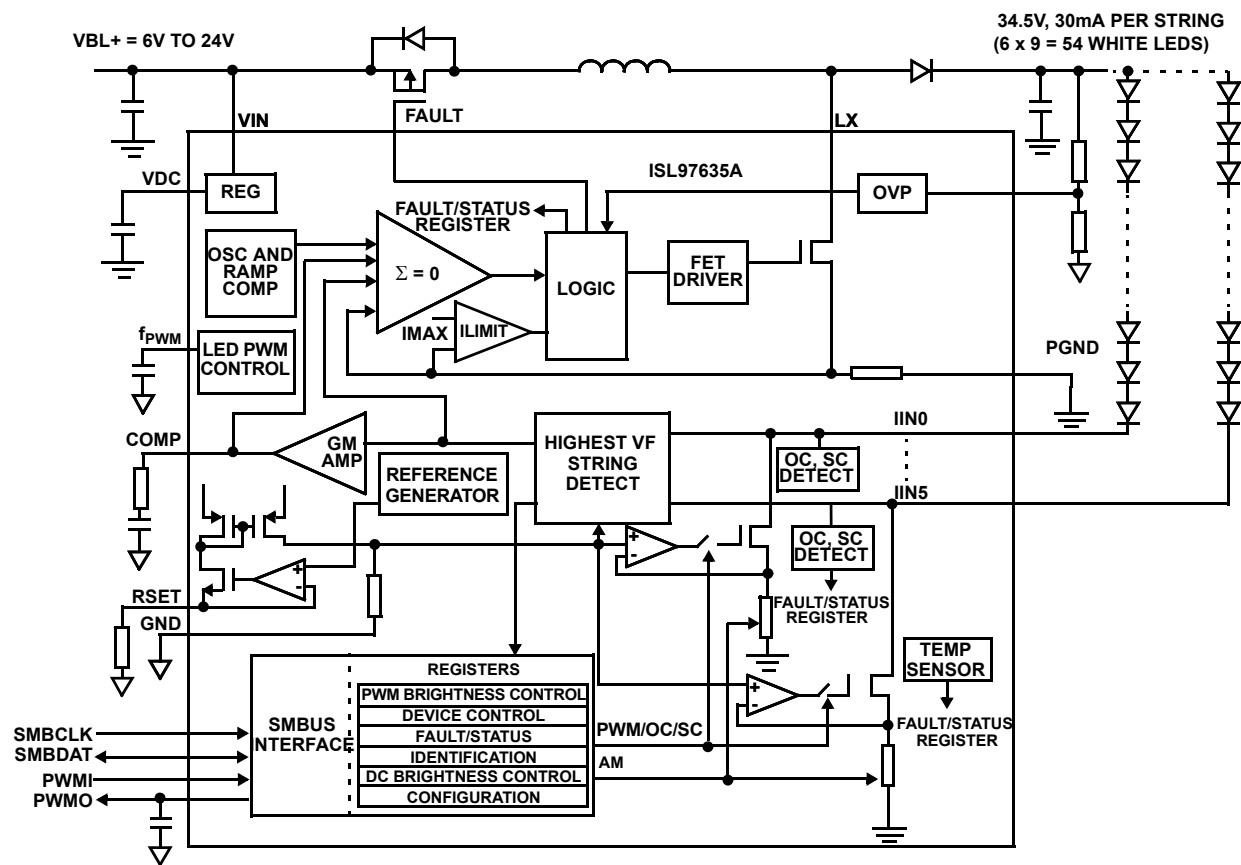 VBL+ = 6V TO 24V
34.5V, 30mA PER STRING
(6 x 9 = 54 WHITE LEDS)
FAULT
VIN
LX
VDC
REG
ISL97635A
OVP
FAULT/STATUS
REGISTER
OSC AND
RAMP
COMP
Σ = 0
LOGIC
FET
DRIVER
IMAX
ILIMIT
fPWM
LED PWM
CONTROL
PGND
COMP
GM
AMP
HIGHEST VF
STRING
DETECT
IIN0
OC, SC
DETECT
REFERENCE
GENERATOR
IIN5
+
-
OC, SC
DETECT
+
-
RSET
GND
FAULT/STATUS
REGISTER
TEMP
SENSOR
REGISTERS
+
-
PWM BRIGHTNESS CONTROL
DEVICE CONTROL
FAULT/STATUS
IDENTIFICATION
DC BRIGHTNESS CONTROL
CONFIGURATION
SMBUS
INTERFACE
PWM/OC/SC
AM
FAULT/STATUS
REGISTER
SMBCLK
SMBDAT
PWMI
PWMO